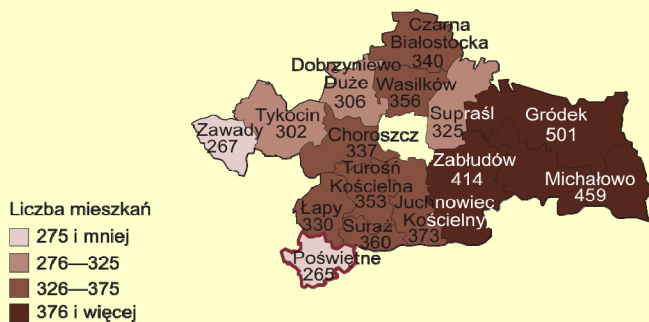 Czarna
Białostocka
340
Dobrzyniewo
Duże
306
Wasilków
356
Supraśl
325
Gródek
501
Tykocin
302
Zawady
267
Choroszcz
337
Zabłudów
414
Michałowo
459
Turośń
Kościelna
353
Juchnowiec
Kościelny
373
Łapy
330
Suraż
360
Poświętne
265
Liczba mieszkań
275 i mniej
276—325
326—375
376 i więcej